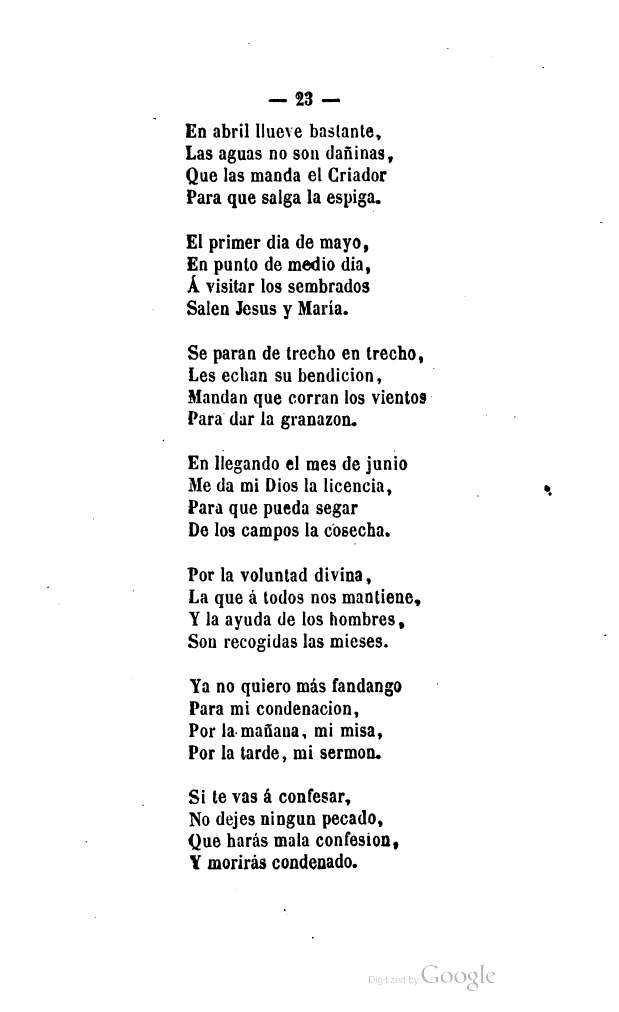 — 23 —
En abril llueve bastante,
Las aguas no son dañinas,
Que las manda el Criador
Para que salga la espiga.
El primer dia de mayo,
En punto de medio dia,
Á visitar los sembrados
Salen Jesus y María.
Se paran de trecho en trecho,
Les echan su bendicion,
Mandan que corran los vientos
Para dar la granazon.
En llegando el mes de junio
Me da mi Dios la licencia,
Para que pueda segar
De los campos la cosecha.
Por la voluntad divina,
La que á todos nos mantiene,
Y la ayuda de los hombres,
Son recogidas las mieses.
Ya no quiero más fandango
Para mi condenacion,
Por la mañana, mi misa,
Por la tarde, mi sermon.
Si te vas á confesar,
No dejes ningun pecado,
Que harás mala confesion,
Y morirás condenado.
Digitized by Google